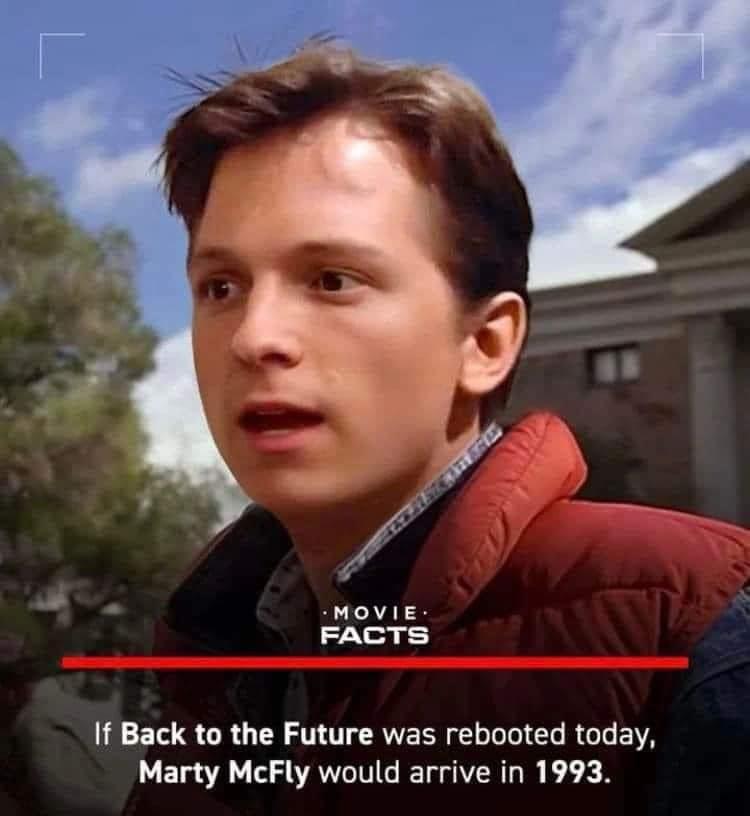 · MOVIE ·
FACTS
If Back to the Future was rebooted today,
Marty McFly would arrive in 1993.